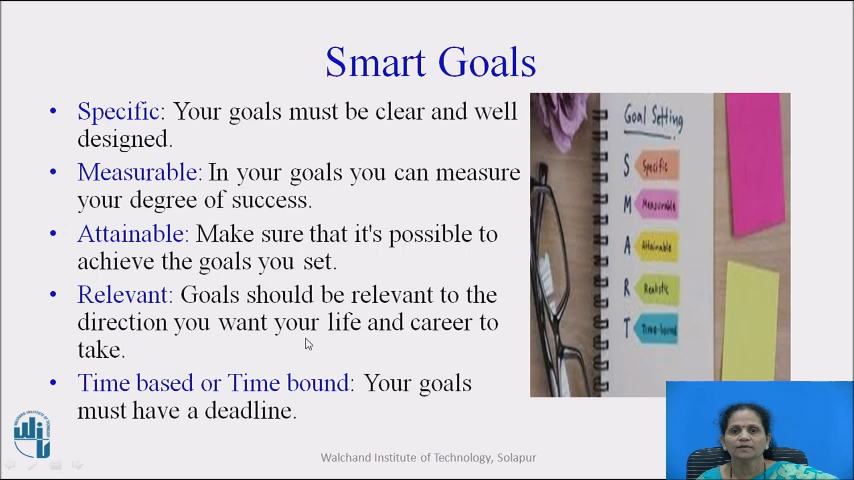 Smart Goals
• Specific: Your goals must be clear and well
designed.
• Measurable: In your goals you can measure
your degree of success.
• Attainable: Make sure that it's possible to
achieve the goals you set.
• Relevant: Goals should be relevant to the
direction you want your life and career to
take.
• Time based or Time bound: Your goals
must have a deadline.
Goal Setting
S Specific
M Measurable
A Attainable
R Realistic
T Time-bound
Walchand Institute of Technology, Solapur